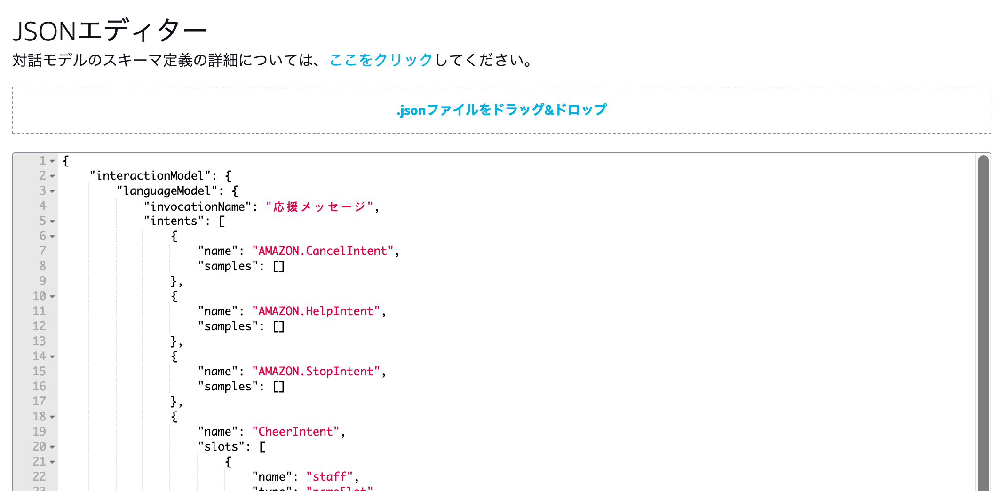 JSONエディター
対話モデルのスキーマ定義の詳細については、ここをクリックしてください。
.jsonファイルをドラッグ&ドロップ
1 {
2 "interactionModel": {
3 "languageModel": {
4 "invocationName": "応援メッセージ",
5 "intents": [
6 {
7 "name": "AMAZON.CancelIntent",
8 "samples": []
9 },
10 {
11 "name": "AMAZON.HelpIntent",
12 "samples": []
13 },
14 {
15 "name": "AMAZON.StopIntent",
16 "samples": []
17 },
18 {
19 "name": "CheerIntent",
20 "slots": [
21 {
22 "name": "staff",
23 "type": "nameSlot"